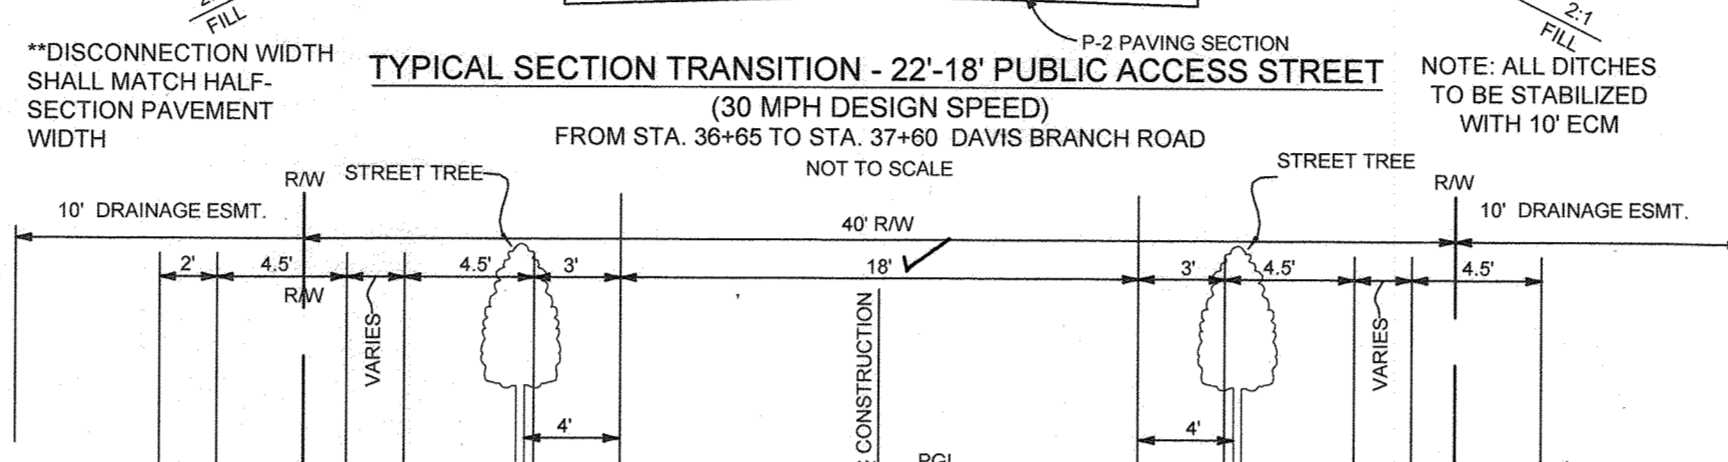 FILL
2:1
FILL
P-2 PAVING SECTION
**DISCONNECTION WIDTH
SHALL MATCH HALF-
SECTION PAVEMENT
WIDTH
TYPICAL SECTION TRANSITION - 22'-18' PUBLIC ACCESS STREET
(30 MPH DESIGN SPEED)
FROM STA. 36+65 TO STA. 37+60 DAVIS BRANCH ROAD
NOT TO SCALE
NOTE: ALL DITCHES
TO BE STABILIZED
WITH 10' ECM
R/W
STREET TREE
STREET TREE
R/W
10' DRAINAGE ESMT.
40' R/W
10' DRAINAGE ESMT.
2'
4.5'
4.5'
3'
18'
3'
4.5'
4.5'
R/W
VARIES
CONSTRUCTION
VARIES
4'
4'